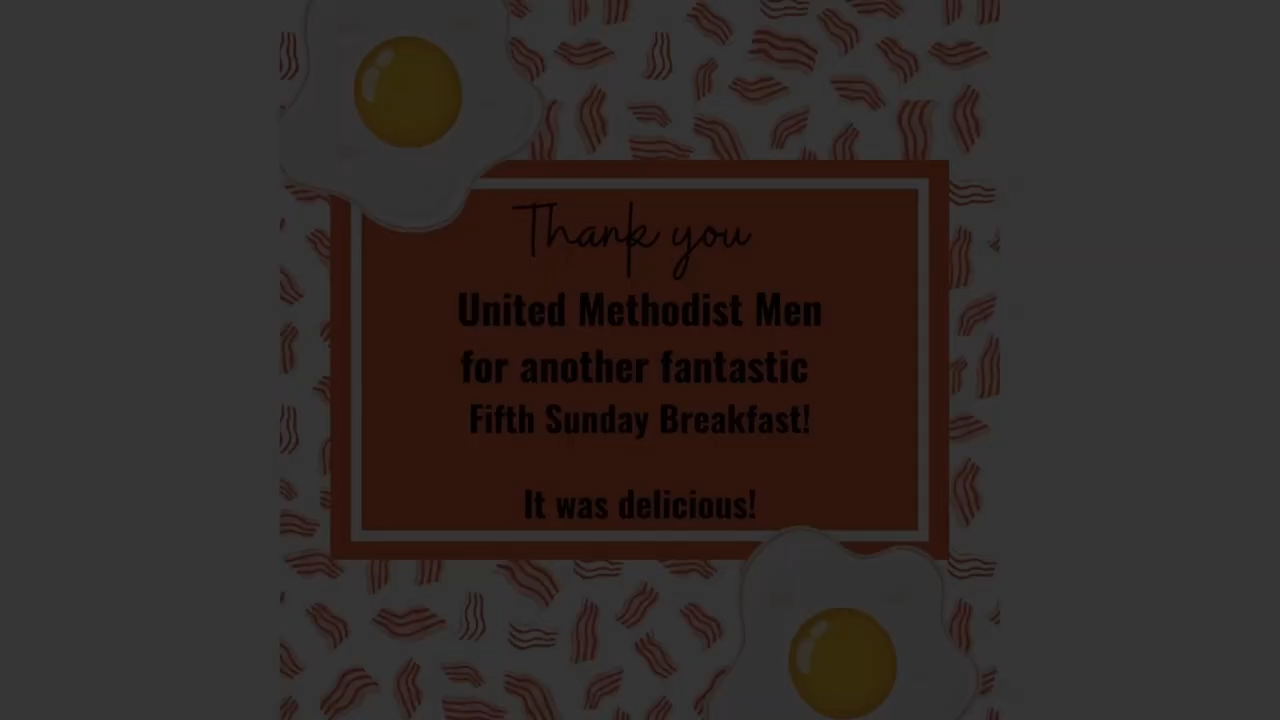 Thank you
United Methodist Men
for another fantastic
Fifth Sunday Breakfast!
It was delicious!